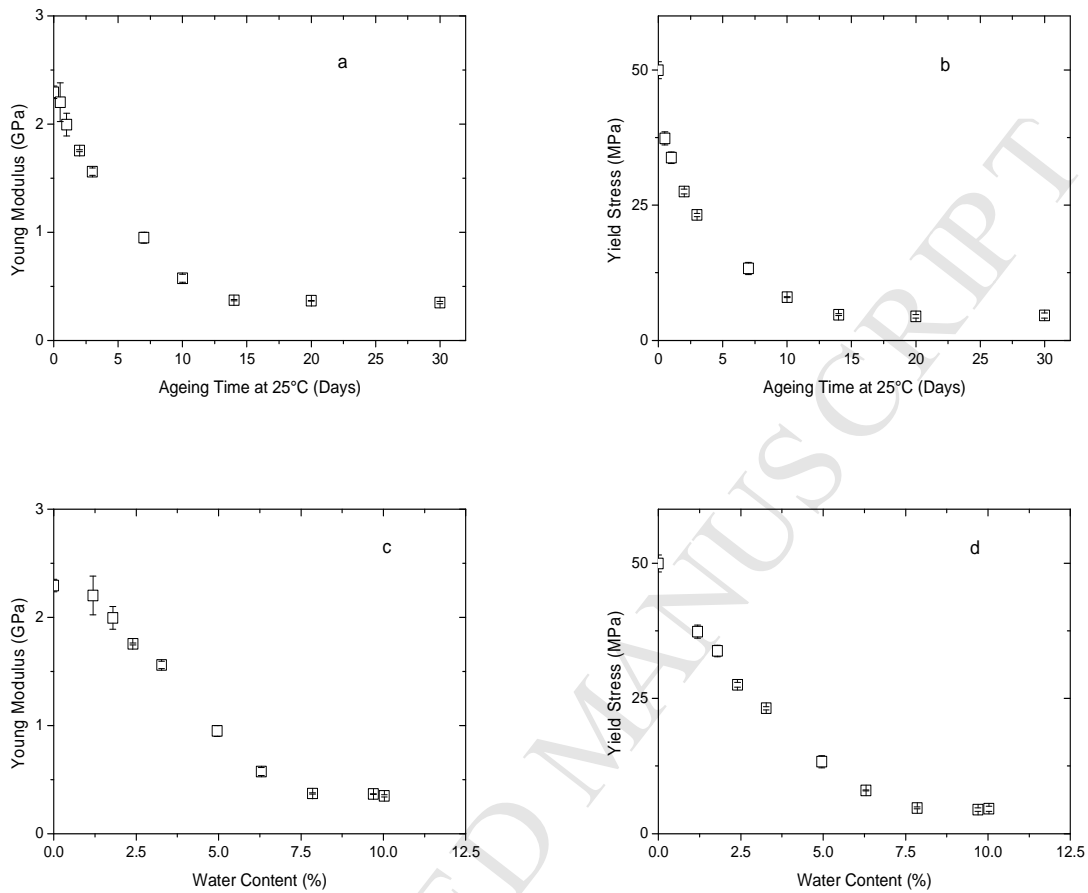 3
2
1
0
Young Modulus (GPa)
a
0 5 10 15 20 25 30
Ageing Time at 25°C (Days)
50
25
0
Yield Stress (MPa)
b
0 5 10 15 20 25 30
Ageing Time at 25°C (Days)
3
2
1
0
Young Modulus (GPa)
c
0.0 2.5 5.0 7.5 10.0 12.5
Water Content (%)
50
25
0
Yield Stress (MPa)
d
0.0 2.5 5.0 7.5 10.0 12.5
Water Content (%)
ED MANUSCRIPT